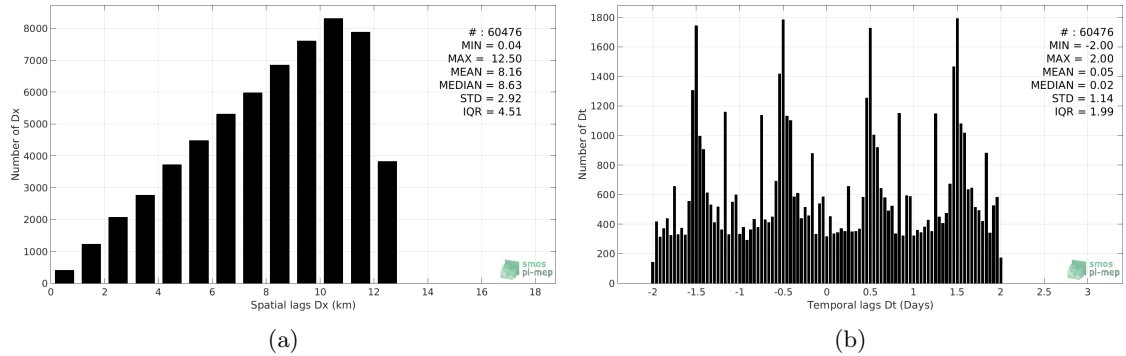 8000
7000
6000
5000
4000
3000
2000
1000
0
Number of Dx
0 2 4 6 8 10 12 14 16 18
Spatial lags Dx (km)
# : 60476
MIN = 0.04
MAX = 12.50
MEAN = 8.16
MEDIAN = 8.63
STD = 2.92
IQR = 4.51
smos
pi-mep
(a)
1800
1600
1400
1200
1000
800
600
400
200
0
Number of Dt
-2 -1.5 -1 -0.5 0 0.5 1 1.5 2 2.5 3
Temporal lags Dt (Days)
# : 60476
MIN = -2.00
MAX = 2.00
MEAN = 0.05
MEDIAN = 0.02
STD = 1.14
IQR = 1.99
smos
pi-mep
(b)